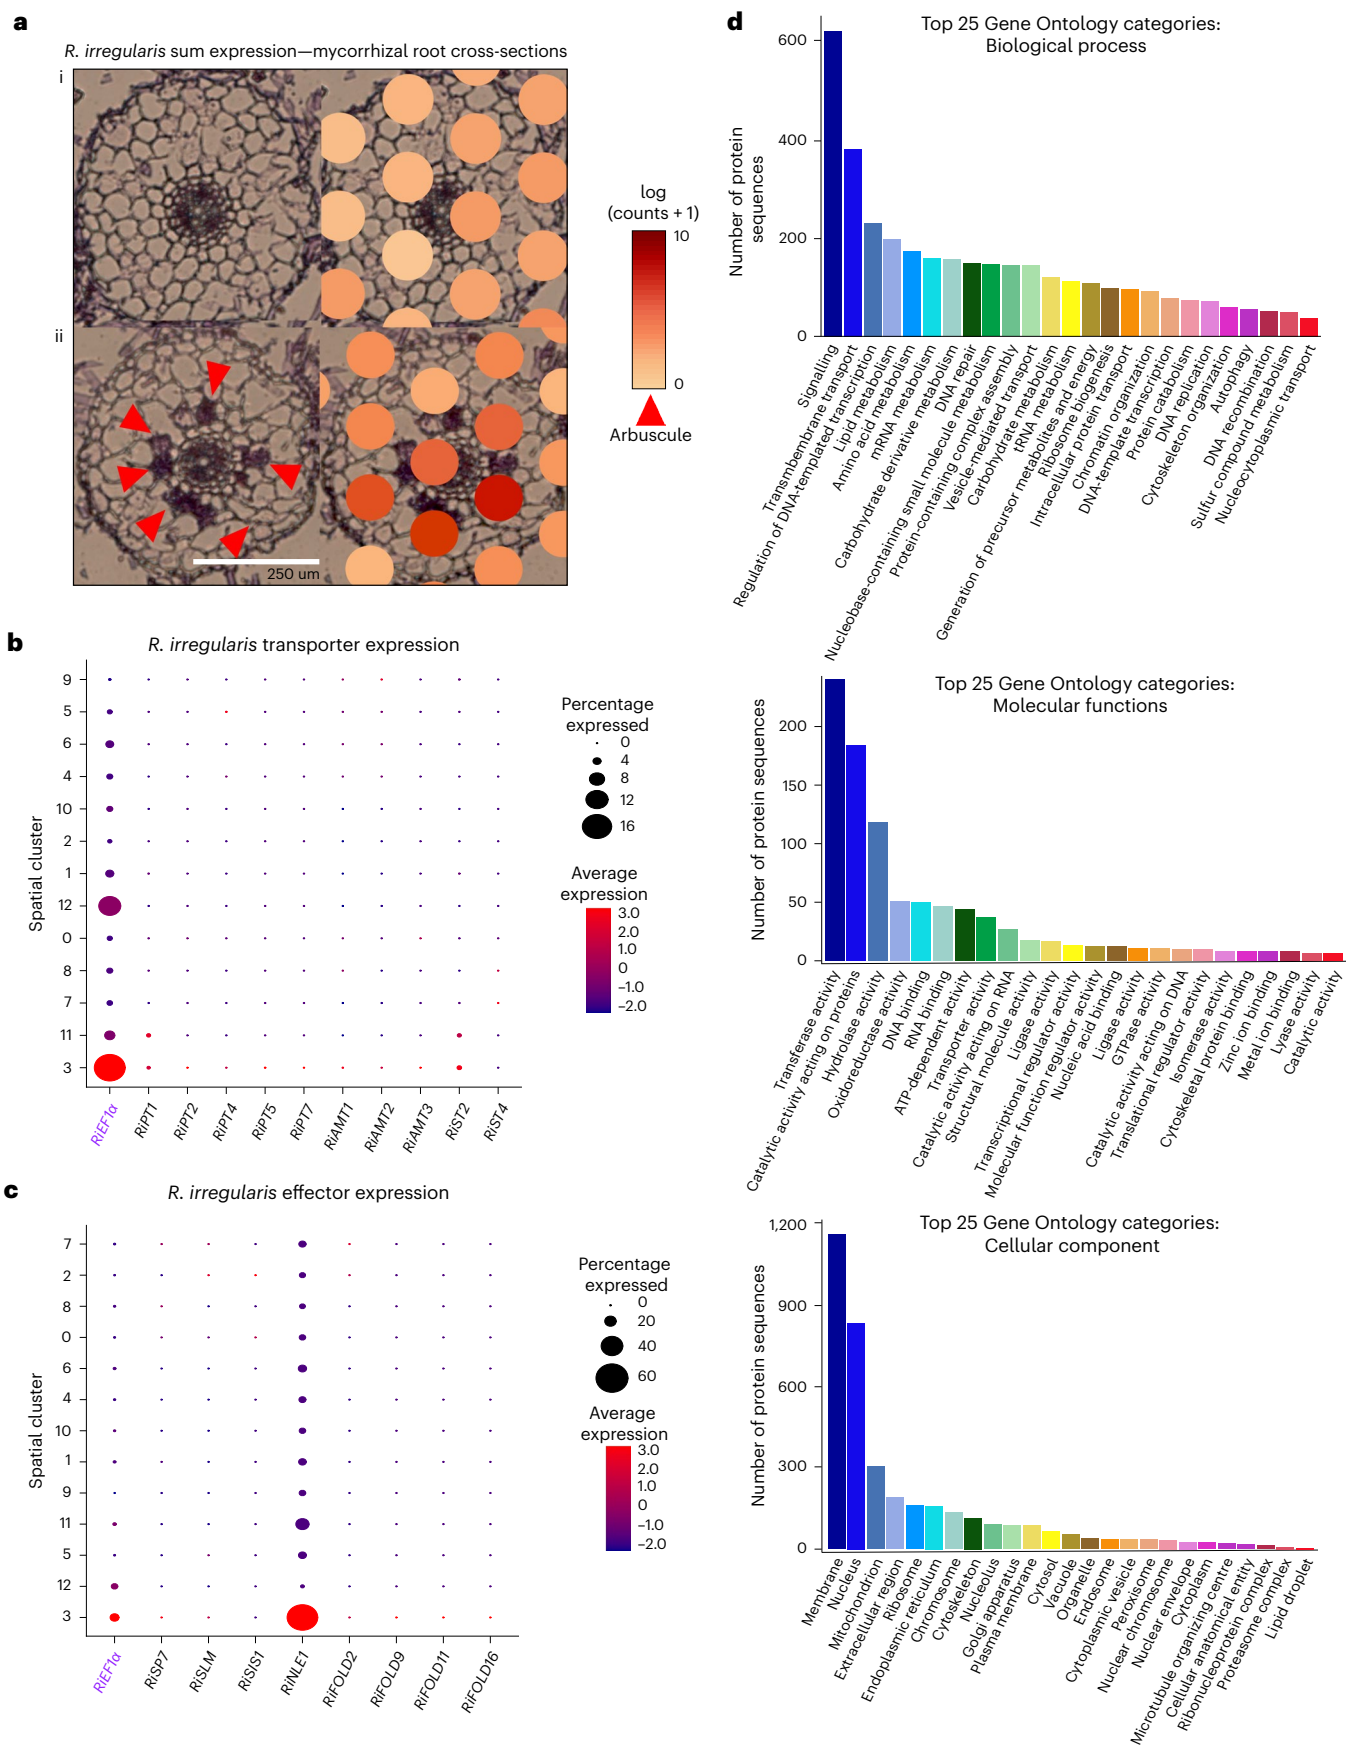 a
R. irregularis sum expression—mycorrhizal root cross-sections
i
ii
250 um
log
(counts + 1)
10
0
Arbuscule
b
R. irregularis transporter expression
Spatial cluster
9
5
6
4
10
2
1
12
0
8
7
11
3
RiEF1α
RiPT1
RiPT2
RiPT4
RiPT5
RiPT7
RiAMT1
RiAMT2
RiAMT3
RiST2
RiST4
Percentage
expressed
0
4
8
12
16
Average
expression
3.0
2.0
1.0
0
–1.0
–2.0
c
R. irregularis effector expression
Spatial cluster
7
2
8
0
6
4
10
1
9
11
5
12
3
RiEF1α
RiSP7
RiSLM
RiSIS1
RiNLE1
RiFOLD2
RiFOLD9
RiFOLD11
RiFOLD16
Percentage
expressed
0
20
40
60
Average
expression
3.0
2.0
1.0
0
–1.0
–2.0
d
Top 25 Gene Ontology categories:
Biological process
Number of protein
sequences
600
400
200
0
Signalling
Transmembrane transport
Regulation of DNA-templated transcription
Lipid metabolism
Amino acid metabolism
mRNA metabolism
Carbohydrate derivative metabolism
DNA repair
Nucleobase-containing small molecule metabolism
Protein-containing complex assembly
Vesicle-mediated transport
Carbohydrate metabolism
tRNA metabolism
Generation of precursor metabolites and energy
Ribosome biogenesis
Intracellular protein transport
Chromatin organization
DNA-template transcription
Protein catabolism
DNA replication
Cytoskeleton organization
Autophagy
DNA recombination
Sulfur compound metabolism
Nucleocytoplasmic transport
Top 25 Gene Ontology categories:
Molecular functions
Number of protein sequences
200
150
100
50
0
Transferase activity
Catalytic activity acting on proteins
Hydrolase activity
Oxidoreductase activity
DNA binding
RNA binding
ATP-dependent activity
Transporter activity
Catalytic activity acting on RNA
Structural molecule activity
Ligase activity
Transcriptional regulator activity
Molecular function regulator activity
Nucleic acid binding
Ligase activity
GTPase activity
Catalytic activity acting on DNA
Translational regulator activity
Isomerase activity
Cytoskeletal protein binding
Zinc ion binding
Metal ion binding
Lyase activity
Catalytic activity
Top 25 Gene Ontology categories:
Cellular component
Number of protein sequences
1,200
900
600
300
0
Membrane
Nucleus
Mitochondrion
Extracellular region
Ribosome
Endoplasmic reticulum
Chromosome
Cytoskeleton
Nucleolus
Golgi apparatus
Plasma membrane
Cytosol
Vacuole
Organelle
Endosome
Cytoplasmic vesicle
Peroxisome
Nuclear chromosome
Nuclear envelope
Cytoplasm
Microtubule organizing centre
Cellular anatomical entity
Ribonucleoprotein complex
Proteasome complex
Lipid droplet